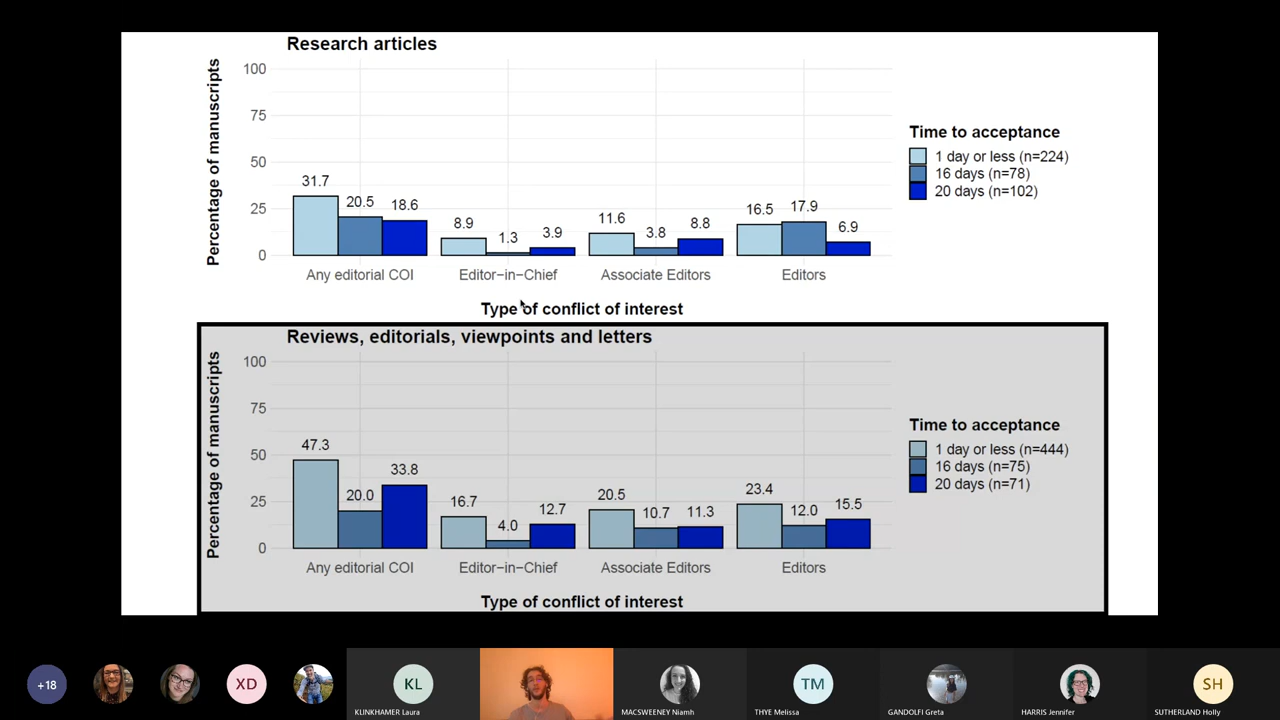 Research articles
Percentage of manuscripts
100
75
50
25
0
31.7
20.5
18.6
8.9
1.3
3.9
11.6
3.8
8.8
16.5
17.9
6.9
Any editorial COI
Editor−in−Chief
Associate Editors
Editors
Type of conflict of interest
Time to acceptance
1 day or less (n=224)
16 days (n=78)
20 days (n=102)
Reviews, editorials, viewpoints and letters
Percentage of manuscripts
100
75
50
25
0
47.3
20.0
33.8
16.7
4.0
12.7
20.5
10.7
11.3
23.4
12.0
15.5
Any editorial COI
Editor−in−Chief
Associate Editors
Editors
Type of conflict of interest
Time to acceptance
1 day or less (n=444)
16 days (n=75)
20 days (n=71)
+18
XD
KL
KLINKHAMER Laura
MACSWEENEY Niamh
TM
THYE Melissa
GANDOLFI Greta
HARRIS Jennifer
SH
SUTHERLAND Holly